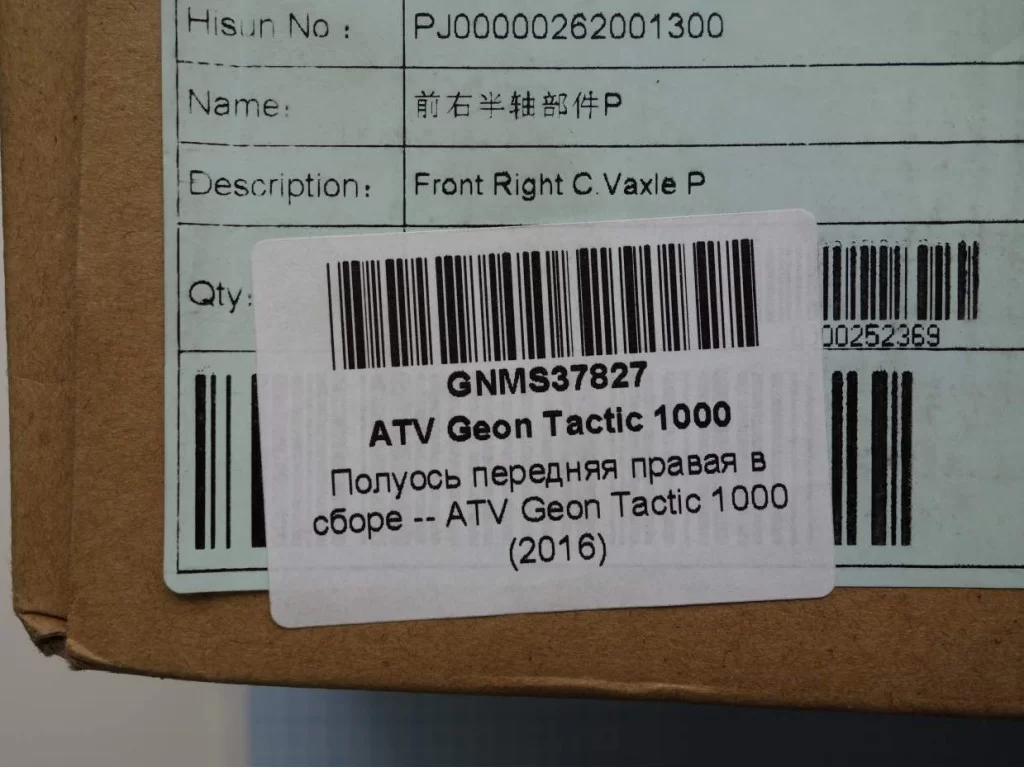 Hisun No : PJ00000262001300
Name: 前右半轴部件P
Description: Front Right C.Vaxle P
Qty:
00252369
GNMS37827
ATV Geon Tactic 1000
Полуось передняя правая в
сборе -- ATV Geon Tactic 1000
(2016)